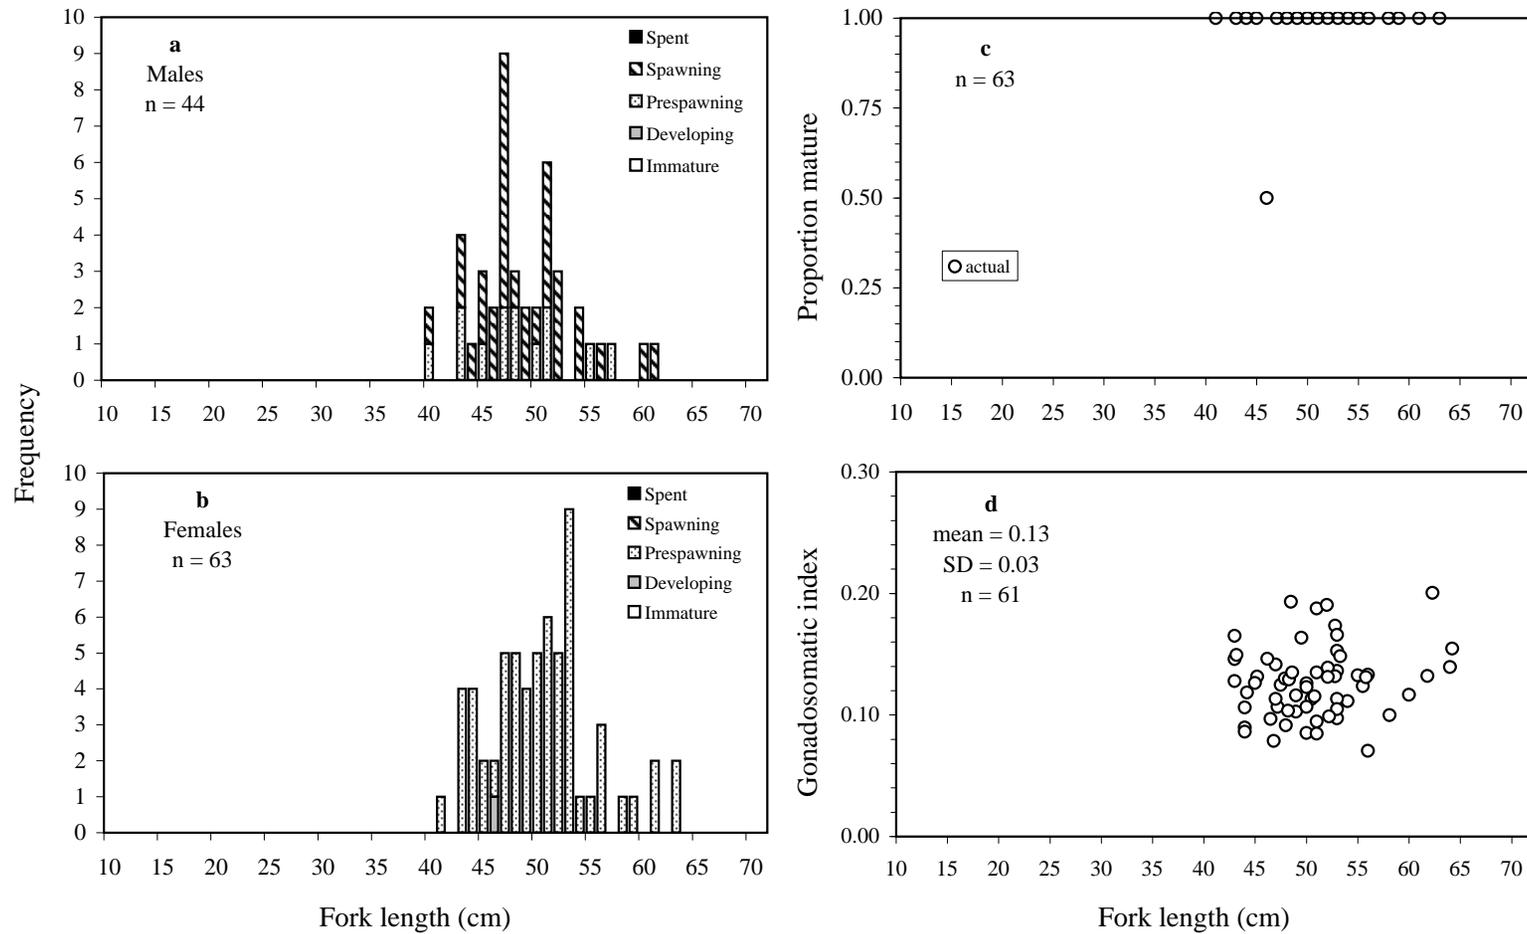 Frequency
10
9
8
7
6
5
4
3
2
1
0
a
Males
n = 44
Spent
Spawning
Prespawning
Developing
Immature
10 15 20 25 30 35 40 45 50 55 60 65 70
10
9
8
7
6
5
4
3
2
1
0
b
Females
n = 63
Spent
Spawning
Prespawning
Developing
Immature
10 15 20 25 30 35 40 45 50 55 60 65 70
Fork length (cm)
Proportion mature
1.00
0.75
0.50
0.25
0.00
c
n = 63
actual
10 15 20 25 30 35 40 45 50 55 60 65 70
Gonadosomatic index
0.30
0.20
0.10
0.00
d
mean = 0.13
SD = 0.03
n = 61
10 15 20 25 30 35 40 45 50 55 60 65 70
Fork length (cm)